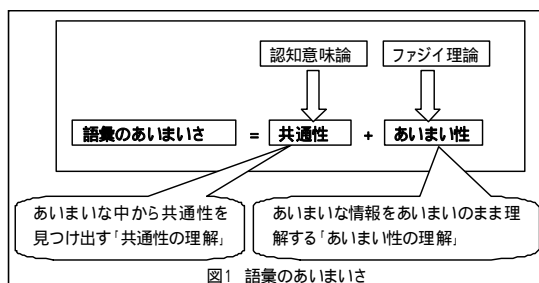 認知意味論 ファジイ理論
語彙のあいまいさ = 共通性 + あいまい性
あいまいな中から共通性を
見つけ出す「共通性の理解」
あいまいな情報をあいまいのまま理
解する「あいまい性の理解」
図1 語彙のあいまいさ